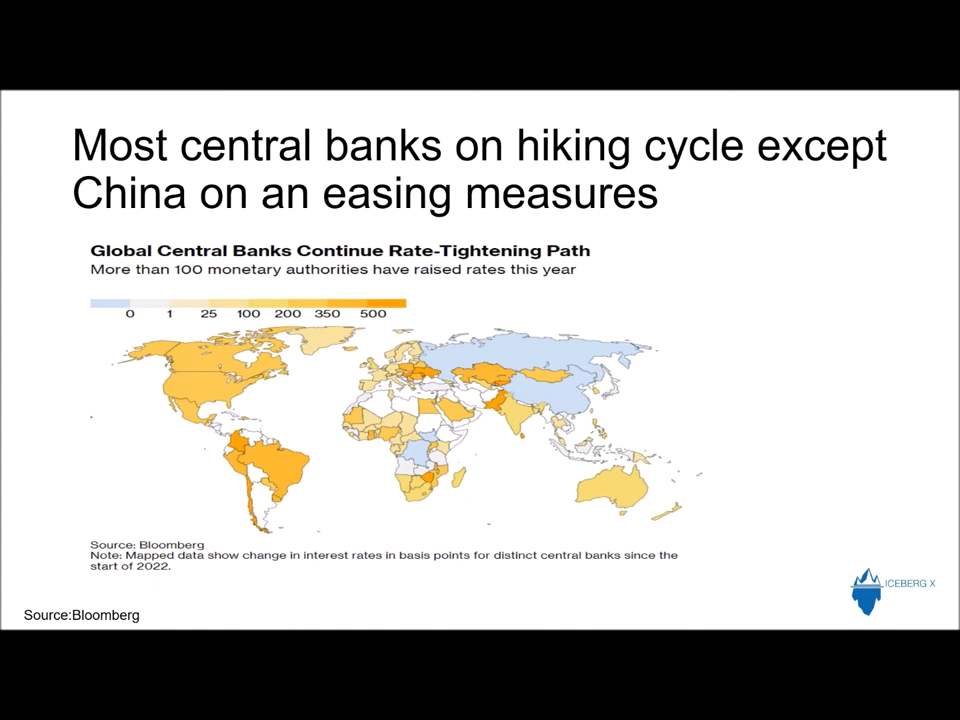 Most central banks on hiking cycle except
China on an easing measures
Global Central Banks Continue Rate-Tightening Path
More than 100 monetary authorities have raised rates this year
0 1 25 100 200 350 500
Source: Bloomberg
Note: Mapped data show change in interest rates in basis points for distinct central banks since the
start of 2022.
ICEBERG X
Source:Bloomberg